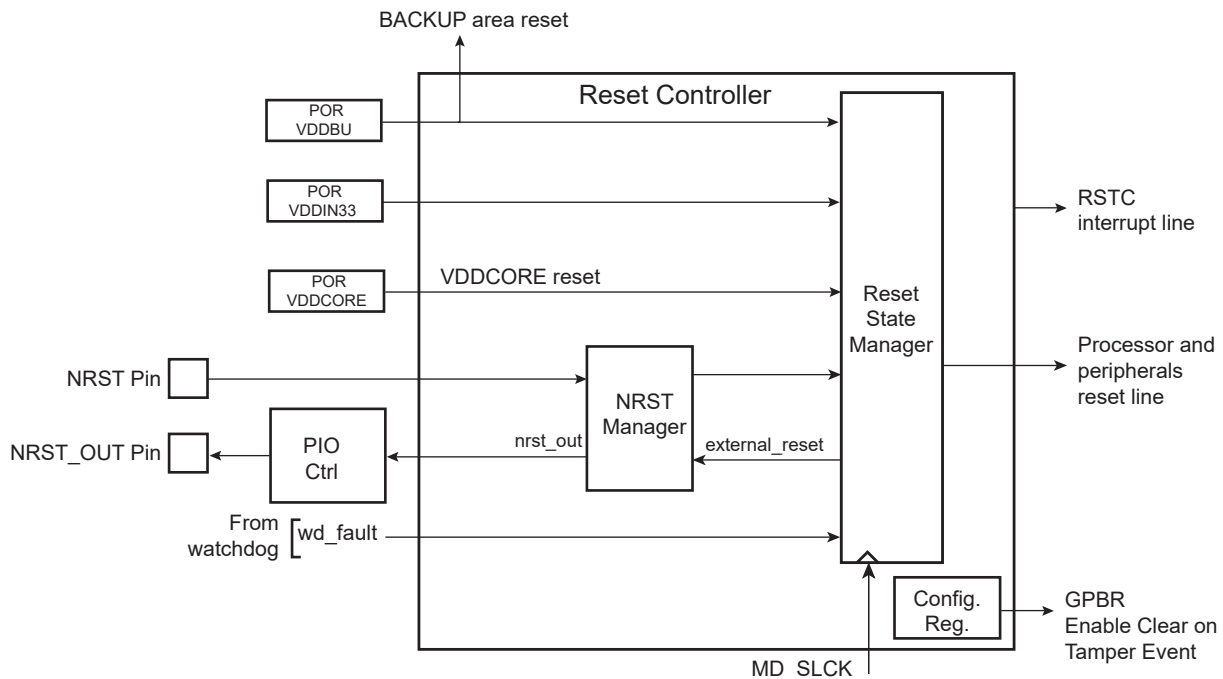 BACKUP area reset
Reset Controller
POR
VDDBU
POR
VDDIN33
RSTC
interrupt line
POR
VDDCORE
VDDCORE reset
Reset
State
Manager
Processor and
peripherals
reset line
NRST Pin
NRST
Manager
NRST_OUT Pin
PIO
Ctrl
nrst_out
external_reset
From
watchdog
wd_fault
Config.
Reg.
GPBR
Enable Clear on
Tamper Event
MD_SLCK